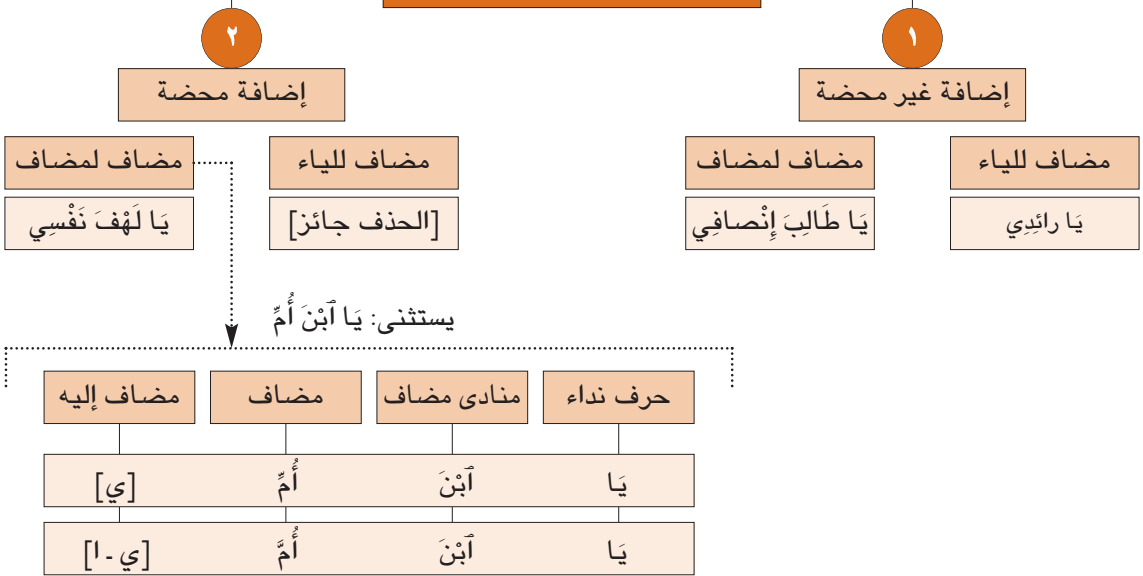 ١
٢
إضافة غير محضة
إضافة محضة
مضاف للياء
مضاف لمضاف
مضاف للياء
مضاف لمضاف
يَا رائِدِي
يَا طَالِبَ إِنْصافِي
[الحذف جائز]
يَا لَهْفَ نَفْسِي
يستثنى: يَا ٱبْنَ أُمِّ
حرف نداء
منادى مضاف
مضاف
مضاف إليه
يَا ٱبْنَ أُمِّ [ي]
يَا ٱبْنَ أُمَّ [ي - ا]